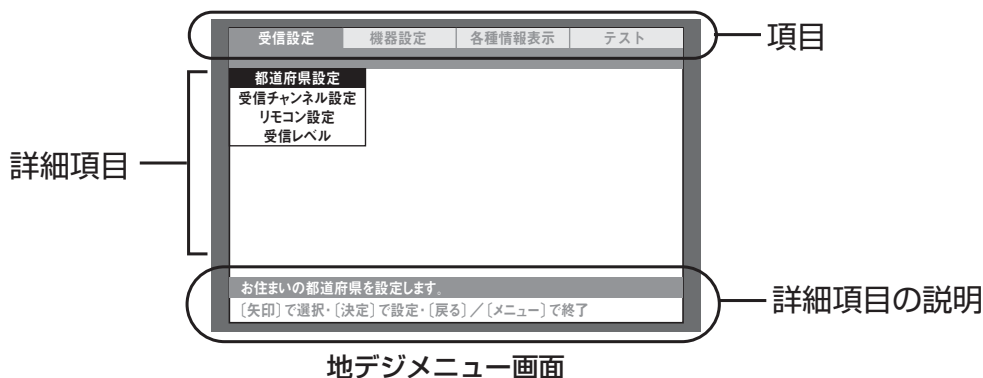 受信設定 機器設定 各種情報表示 テスト
項目
都道府県設定
受信チャンネル設定
リモコン設定
受信レベル
詳細項目
お住まいの都道府県を設定します。
〔矢印〕で選択・〔決定〕で設定・〔戻る〕／〔メニュー〕で終了
詳細項目の説明
地デジメニュー画面